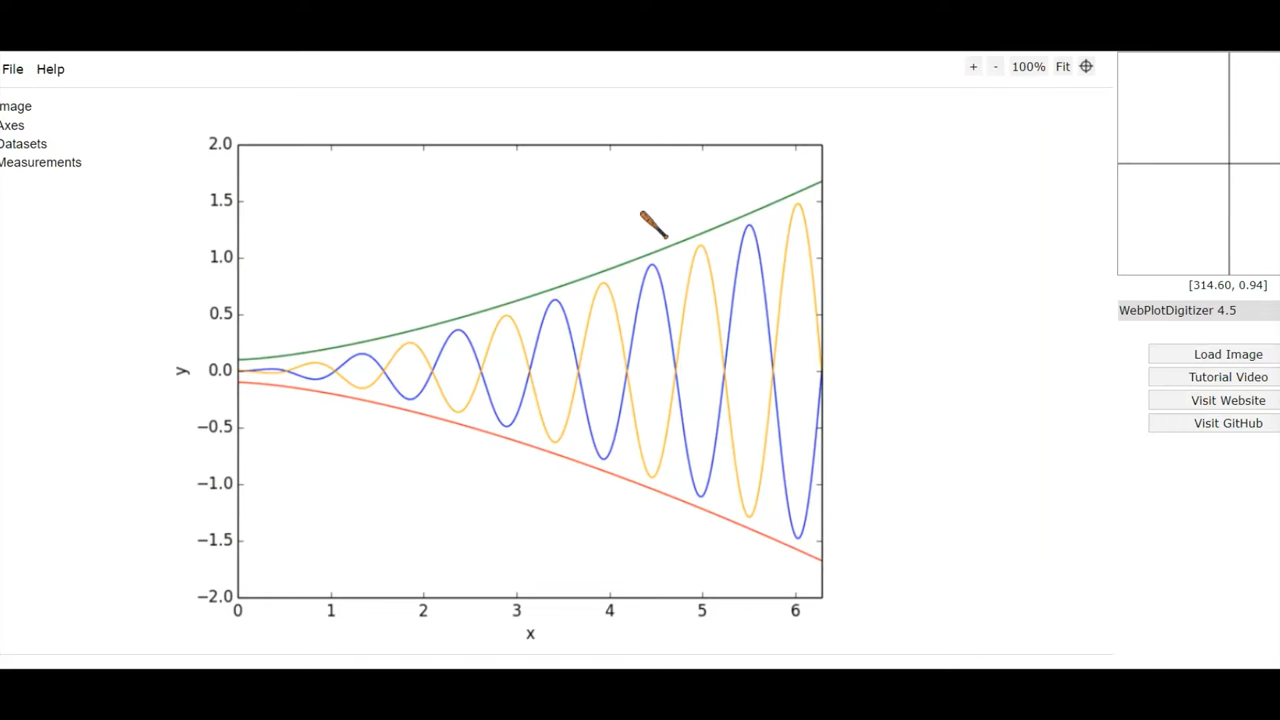 File Help
+ - 100% Fit
mage
Axes
Datasets
Measurements
2.0
1.5
1.0
0.5
0.0
−0.5
−1.0
−1.5
−2.0
y
0 1 2 3 4 5 6
x
[314.60, 0.94]
WebPlotDigitizer 4.5
Load Image
Tutorial Video
Visit Website
Visit GitHub